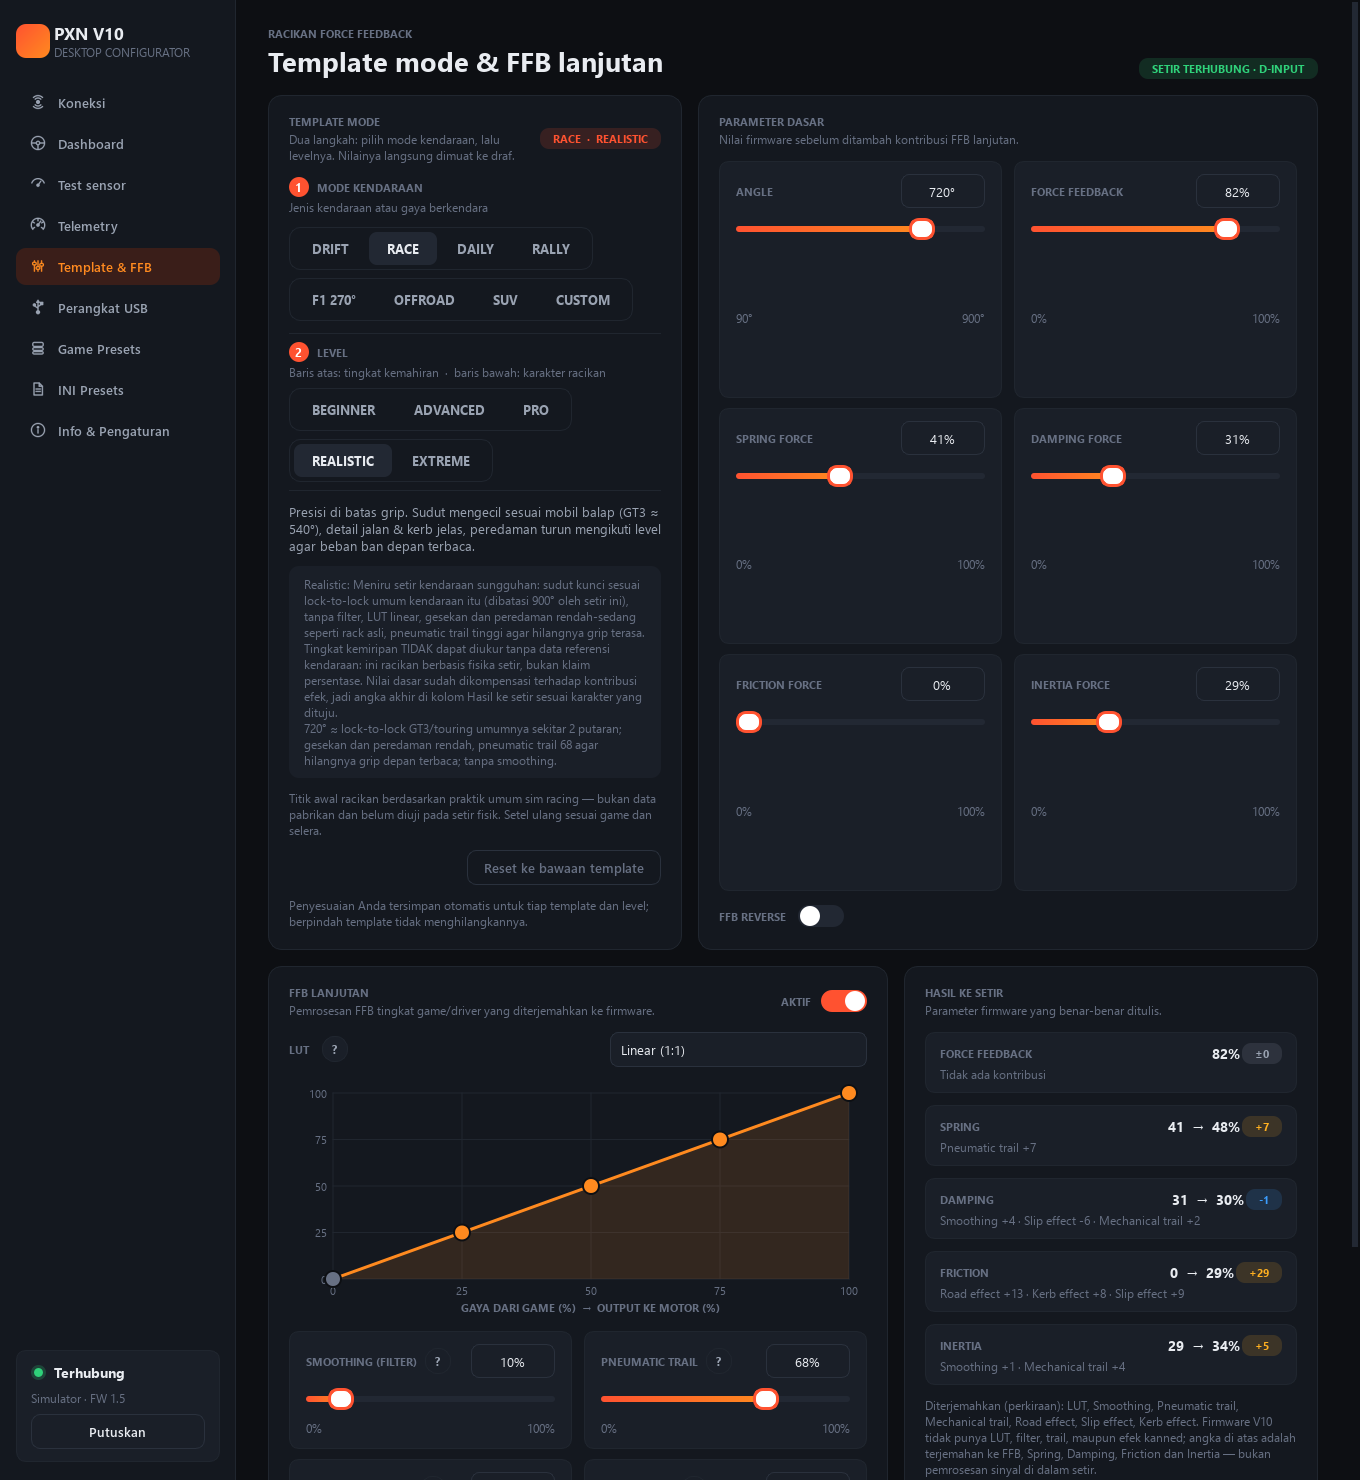 PXN V10
DESKTOP CONFIGURATOR
Koneksi
Dashboard
Test sensor
Telemetry
Template & FFB
Perangkat USB
Game Presets
INI Presets
Info & Pengaturan
Terhubung
Simulator · FW 1.5
Putuskan
RACIKAN FORCE FEEDBACK
Template mode & FFB lanjutan
SETIR TERHUBUNG · D-INPUT
TEMPLATE MODE
Dua langkah: pilih mode kendaraan, lalu
levelnya. Nilainya langsung dimuat ke draf.
RACE · REALISTIC
1 MODE KENDARAAN
Jenis kendaraan atau gaya berkendara
DRIFT RACE DAILY RALLY
F1 270° OFFROAD SUV CUSTOM
2 LEVEL
Baris atas: tingkat kemahiran · baris bawah: karakter racikan
BEGINNER ADVANCED PRO
REALISTIC EXTREME
Presisi di batas grip. Sudut mengecil sesuai mobil balap (GT3 ≈
540°), detail jalan & kerb jelas, peredaman turun mengikuti level
agar beban ban depan terbaca.
Realistic: Meniru setir kendaraan sungguhan: sudut kunci sesuai
lock-to-lock umum kendaraan itu (dibatasi 900° oleh setir ini),
tanpa filter, LUT linear, gesekan dan peredaman rendah-sedang
seperti rack asli, pneumatic trail tinggi agar hilangnya grip terasa.
Tingkat kemiripan TIDAK dapat diukur tanpa data referensi
kendaraan: ini racikan berbasis fisika setir, bukan klaim
persentase. Nilai dasar sudah dikompensasi terhadap kontribusi
efek, jadi angka akhir di kolom Hasil ke setir sesuai karakter yang
dituju.
720° ≈ lock-to-lock GT3/touring umumnya sekitar 2 putaran;
gesekan dan peredaman rendah, pneumatic trail 68 agar
hilangnya grip depan terbaca; tanpa smoothing.
Titik awal racikan berdasarkan praktik umum sim racing — bukan data
pabrikan dan belum diuji pada setir fisik. Setel ulang sesuai game dan
selera.
Reset ke bawaan template
Penyesuaian Anda tersimpan otomatis untuk tiap template dan level;
berpindah template tidak menghilangkannya.
PARAMETER DASAR
Nilai firmware sebelum ditambah kontribusi FFB lanjutan.
ANGLE 720°
90° 900°
FORCE FEEDBACK 82%
0% 100%
SPRING FORCE 41%
0% 100%
DAMPING FORCE 31%
0% 100%
FRICTION FORCE 0%
0% 100%
INERTIA FORCE 29%
0% 100%
FFB REVERSE
FFB LANJUTAN
Pemrosesan FFB tingkat game/driver yang diterjemahkan ke firmware.
AKTIF
LUT ? Linear (1:1)
100
75
50
25
0
0 25 50 75 100
GAYA DARI GAME (%) → OUTPUT KE MOTOR (%)
SMOOTHING (FILTER) ? 10%
0% 100%
PNEUMATIC TRAIL ? 68%
0% 100%
HASIL KE SETIR
Parameter firmware yang benar-benar ditulis.
FORCE FEEDBACK 82% ±0
Tidak ada kontribusi
SPRING 41 → 48% +7
Pneumatic trail +7
DAMPING 31 → 30% -1
Smoothing +4 · Slip effect -6 · Mechanical trail +2
FRICTION 0 → 29% +29
Road effect +13 · Kerb effect +8 · Slip effect +9
INERTIA 29 → 34% +5
Smoothing +1 · Mechanical trail +4
Diterjemahkan (perkiraan): LUT, Smoothing, Pneumatic trail,
Mechanical trail, Road effect, Slip effect, Kerb effect. Firmware V10
tidak punya LUT, filter, trail, maupun efek kanned; angka di atas adalah
terjemahan ke FFB, Spring, Damping, Friction dan Inertia — bukan
pemrosesan sinyal di dalam setir.